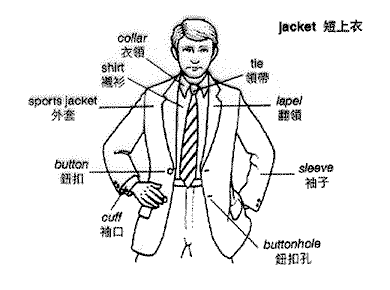 jacket 短上衣
collar
衣領
shirt
襯衫
tie
領帶
sports jacket
外套
lapel
翻領
button
鈕扣
sleeve
袖子
cuff
袖口
buttonhole
鈕扣孔